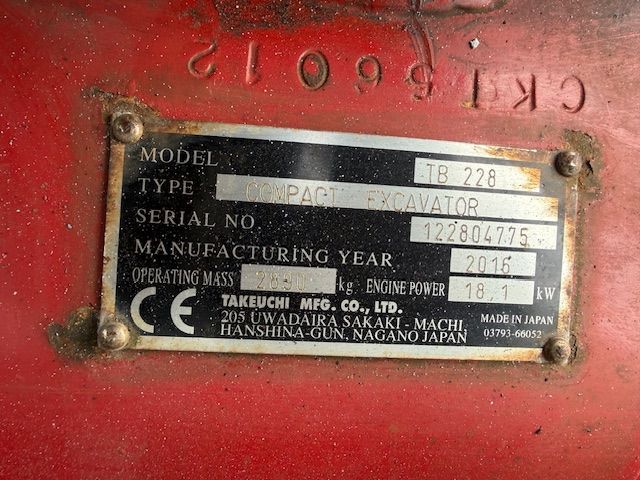 MODEL TB 228
TYPE COMPACT EXCAVATOR
SERIAL NO 122804775
MANUFACTURING YEAR 2016
OPERATING MASS kg ENGINE POWER 18,1 kW
CE
TAKEUCHI MFG. CO., LTD.
205 UWADAIRA SAKAKI - MACHI,
HANSHINA-GUN, NAGANO JAPAN
MADE IN JAPAN
03793-66052